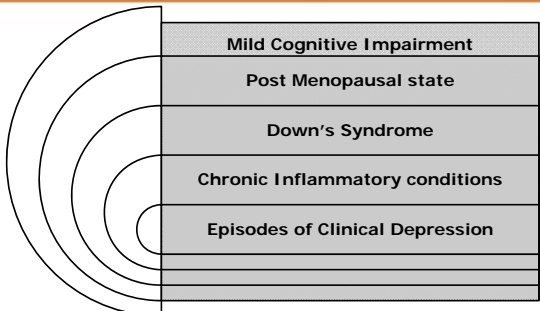 Mild Cognitive Impairment
Post Menopausal state
Down's Syndrome
Chronic Inflammatory conditions
Episodes of Clinical Depression